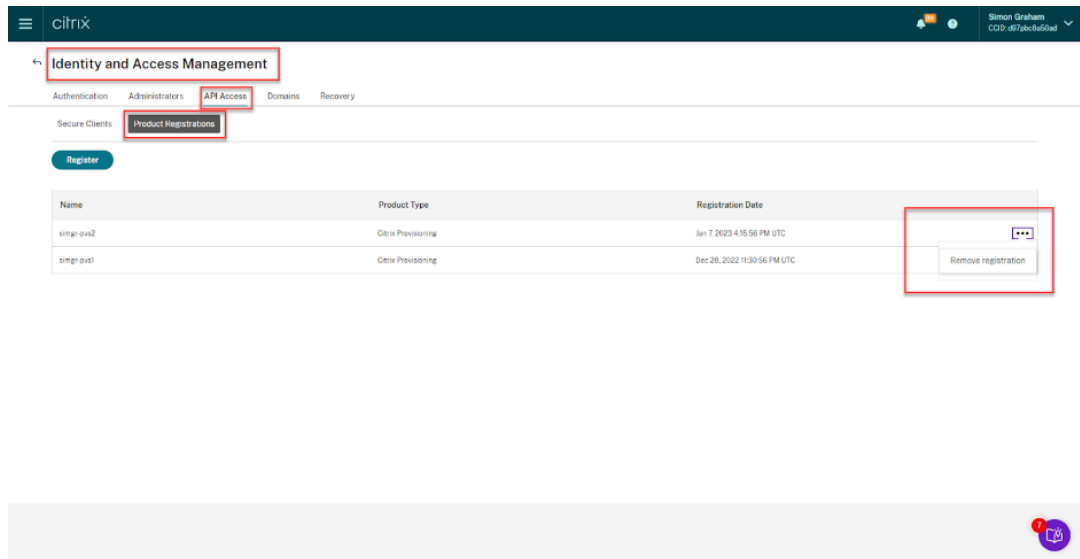 citrix
Simon Graham
CCID: d97pbc8a50ad
Identity and Access Management
Authentication Administrators API Access Domains Recovery
Secure Clients Product Registrations
Register
Name Product Type Registration Date
simgr-pvs2 Citrix Provisioning Jan 7, 2023 4:15:56 PM UTC
simgr-pvs1 Citrix Provisioning Dec 28, 2022 11:30:56 PM UTC
Remove registration
7